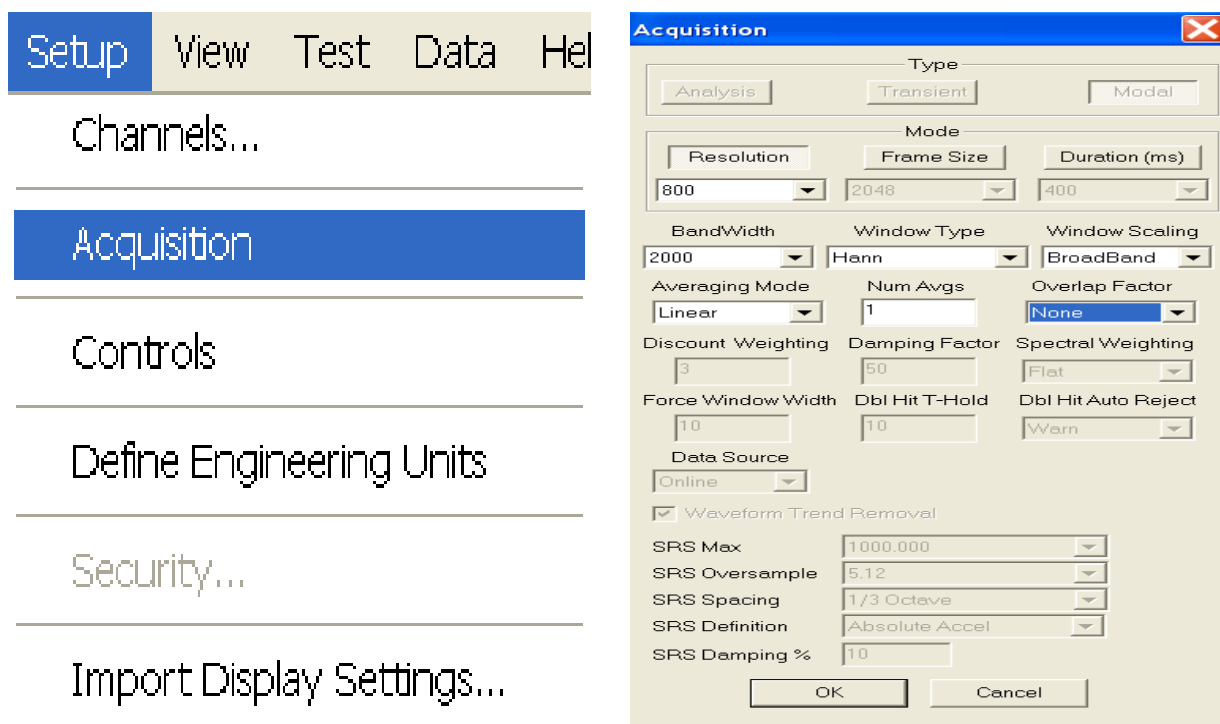 Setup View Test Data Hel
Channels...
Acquisition
Controls
Define Engineering Units
Security...
Import Display Settings...
Acquisition
Type
Analysis Transient Modal
Mode
Resolution Frame Size Duration (ms)
800 2048 400
BandWidth Window Type Window Scaling
2000 Hann BroadBand
Averaging Mode Num Avgs Overlap Factor
Linear 1 None
Discount Weighting Damping Factor Spectral Weighting
3 50 Flat
Force Window Width Dbl Hit T-Hold Dbl Hit Auto Reject
10 10 Warn
Data Source
Online
Waveform Trend Removal
SRS Max 1000.000
SRS Oversample 5.12
SRS Spacing 1/3 Octave
SRS Definition Absolute Accel
SRS Damping % 10
OK Cancel